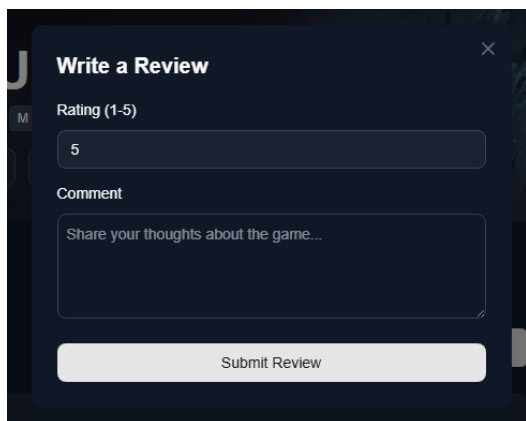 U
M
Write a Review
Rating (1-5)
5
Comment
Share your thoughts about the game...
Submit Review